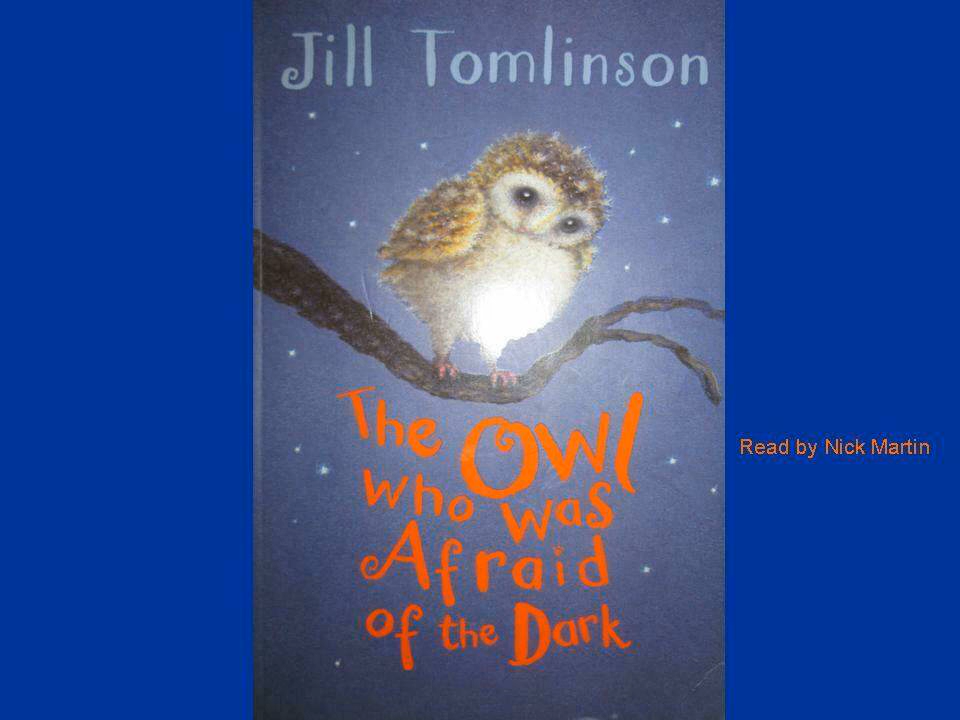 Jill Tomlinson
The Owl
who was
Afraid
of the Dark
Read by Nick Martin